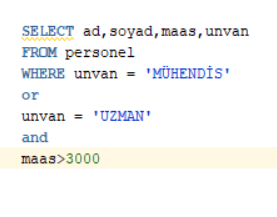 SELECT ad,soyad,maas,unvan
FROM personel
WHERE unvan = 'MÜHENDİS'
or
unvan = 'UZMAN'
and
maas>3000